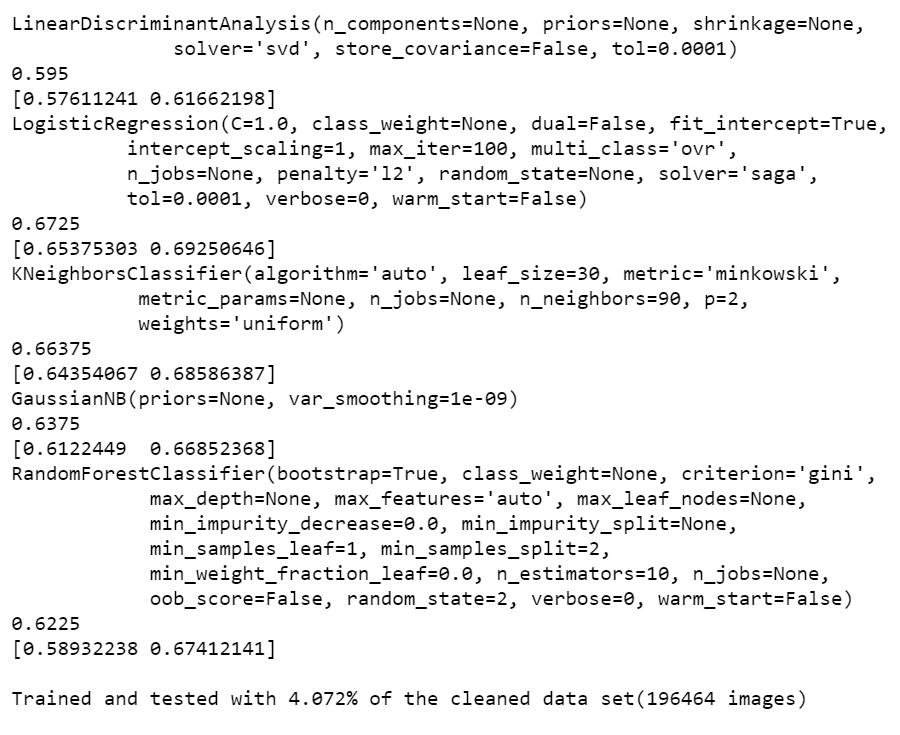 LinearDiscriminantAnalysis(n_components=None, priors=None, shrinkage=None,
solver='svd', store_covariance=False, tol=0.0001)
0.595
[0.57611241 0.61662198]
LogisticRegression(C=1.0, class_weight=None, dual=False, fit_intercept=True,
intercept_scaling=1, max_iter=100, multi_class='ovr',
n_jobs=None, penalty='l2', random_state=None, solver='saga',
tol=0.0001, verbose=0, warm_start=False)
0.6725
[0.65375303 0.69250646]
KNeighborsClassifier(algorithm='auto', leaf_size=30, metric='minkowski',
metric_params=None, n_jobs=None, n_neighbors=90, p=2,
weights='uniform')
0.66375
[0.64354067 0.68586387]
GaussianNB(priors=None, var_smoothing=1e-09)
0.6375
[0.6122449  0.66852368]
RandomForestClassifier(bootstrap=True, class_weight=None, criterion='gini',
max_depth=None, max_features='auto', max_leaf_nodes=None,
min_impurity_decrease=0.0, min_impurity_split=None,
min_samples_leaf=1, min_samples_split=2,
min_weight_fraction_leaf=0.0, n_estimators=10, n_jobs=None,
oob_score=False, random_state=2, verbose=0, warm_start=False)
0.6225
[0.58932238 0.67412141]
Trained and tested with 4.072% of the cleaned data set(196464 images)